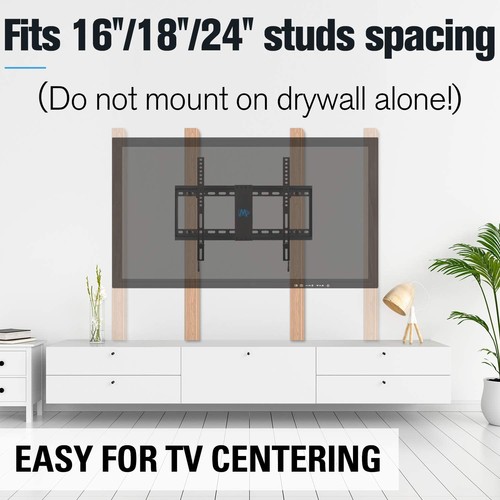 Fits 16"/18"/24" studs spacing
(Do not mount on drywall alone!)
EASY FOR TV CENTERING